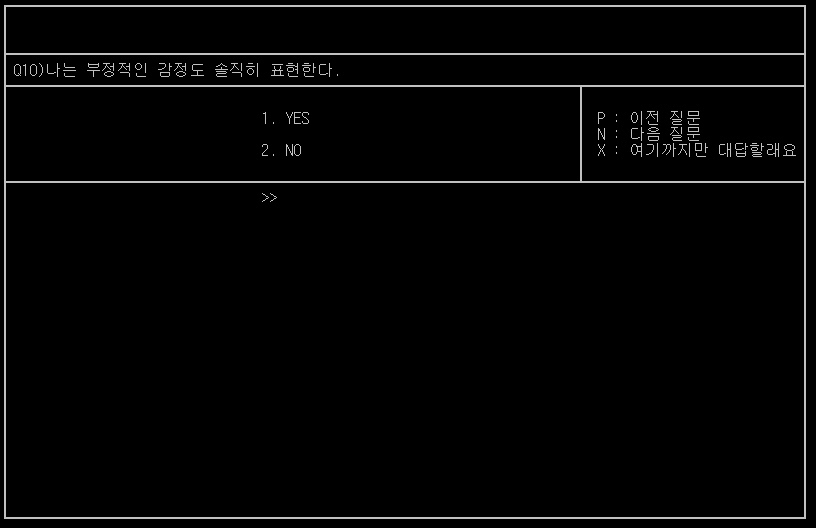 Q10)나는 부정적인 감정도 솔직히 표현한다.
1. YES
2. NO
P : 이전 질문
N : 다음 질문
X : 여기까지만 대답할래요
>>